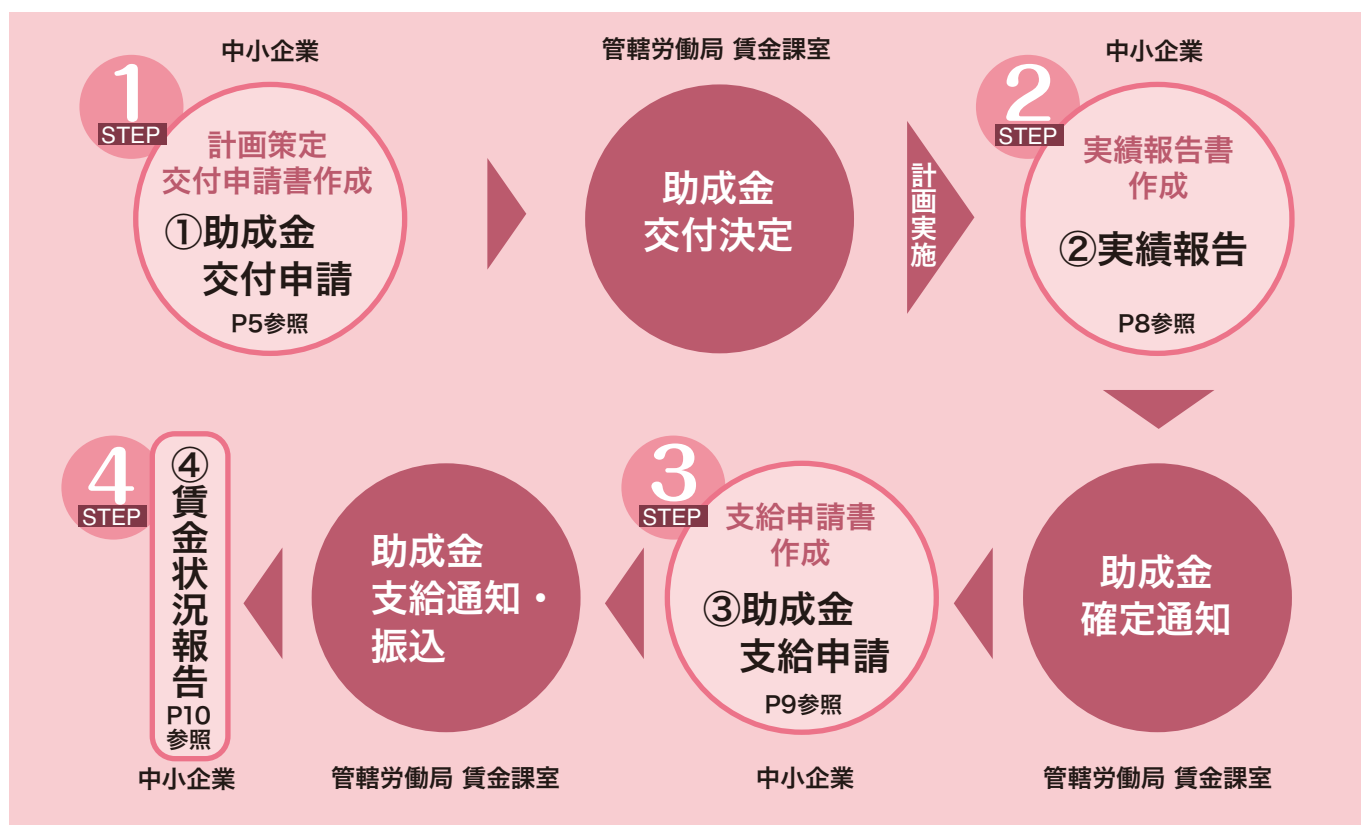 中小企業
1
STEP
計画策定
交付申請書作成
①助成金
交付申請
P5参照
管轄労働局 賃金課室
助成金
交付決定
計画実施
中小企業
2
STEP
実績報告書
作成
②実績報告
P8参照
助成金
確定通知
管轄労働局 賃金課室
3
STEP
支給申請書
作成
③助成金
支給申請
P9参照
中小企業
助成金
支給通知・
振込
管轄労働局 賃金課室
4
STEP
④賃金状況報告
P10
参照
中小企業